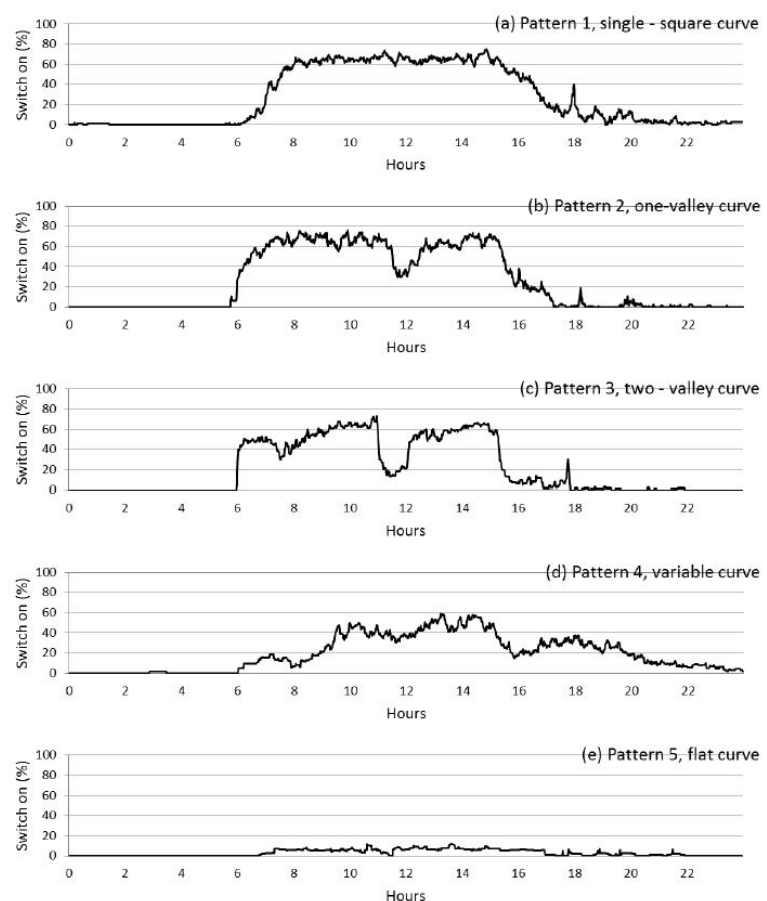 (a) Pattern 1, single - square curve
Switch on (%)
100
80
60
40
20
0
0 2 4 6 8 10 12 14 16 18 20 22
Hours
(b) Pattern 2, one-valley curve
Switch on (%)
100
80
60
40
20
0
0 2 4 6 8 10 12 14 16 18 20 22
Hours
(c) Pattern 3, two - valley curve
Switch on (%)
100
80
60
40
20
0
0 2 4 6 8 10 12 14 16 18 20 22
Hours
(d) Pattern 4, variable curve
Switch on (%)
100
80
60
40
20
0
0 2 4 6 8 10 12 14 16 18 20 22
Hours
(e) Pattern 5, flat curve
Switch on (%)
100
80
60
40
20
0
0 2 4 6 8 10 12 14 16 18 20 22
Hours